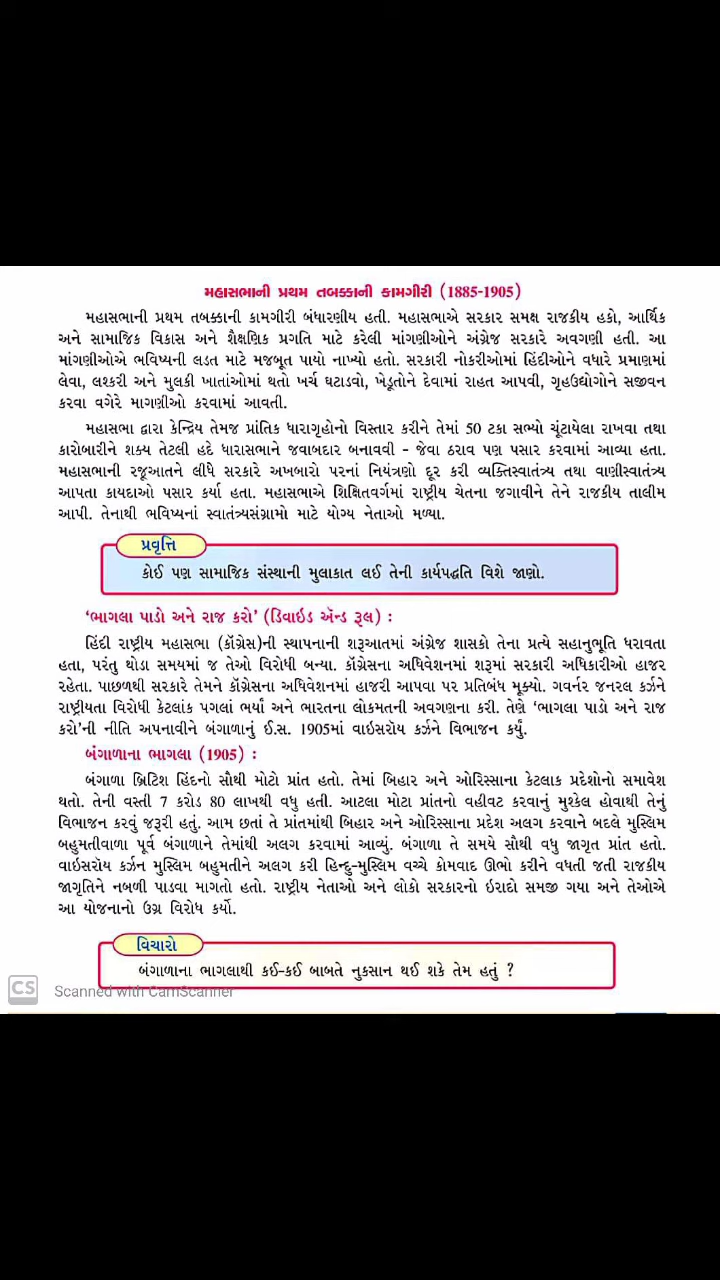 મહાસભાની પ્રથમ તબક્કાની કામગીરી (1885-1905)
મહાસભાની પ્રથમ તબક્કાની કામગીરી બંધારણીય હતી. મહાસભાએ સરકાર સમક્ષ રાજકીય હકો, આર્થિક
અને સામાજિક વિકાસ અને શૈક્ષણિક પ્રગતિ માટે કરેલી માંગણીઓને અંગ્રેજ સરકારે અવગણી હતી. આ
માંગણીઓએ ભવિષ્યની લડત માટે મજબૂત પાયો નાખ્યો હતો. સરકારી નોકરીઓમાં હિંદીઓને વધારે પ્રમાણમાં
લેવા, લશ્કરી અને મુલકી ખાતાંઓમાં થતો ખર્ચ ઘટાડવો, ખેડૂતોને દેવામાં રાહત આપવી, ગૃહઉદ્યોગોને સજીવન
કરવા વગેરે માગણીઓ કરવામાં આવતી.
મહાસભા દ્વારા કેન્દ્રિય તેમજ પ્રાંતિક ધારાગૃહોનો વિસ્તાર કરીને તેમાં 50 ટકા સભ્યો ચૂંટાયેલા રાખવા તથા
કારોબારીને શક્ય તેટલી હદે ધારાસભાને જવાબદાર બનાવવી - જેવા ઠરાવ પણ પસાર કરવામાં આવ્યા હતા.
મહાસભાની રજૂઆતને લીધે સરકારે અખબારો પરનાં નિયંત્રણો દૂર કરી વ્યક્તિસ્વાતંત્ર્ય તથા વાણીસ્વાતંત્ર્ય
આપતા કાયદાઓ પસાર કર્યા હતા. મહાસભાએ શિક્ષિતવર્ગમાં રાષ્ટ્રીય ચેતના જગાવીને તેને રાજકીય તાલીમ
આપી. તેનાથી ભવિષ્યનાં સ્વાતંત્ર્યસંગ્રામો માટે યોગ્ય નેતાઓ મળ્યા.
પ્રવૃત્તિ
કોઈ પણ સામાજિક સંસ્થાની મુલાકાત લઈ તેની કાર્યપદ્ધતિ વિશે જાણો.
‘ભાગલા પાડો અને રાજ કરો’ (ડિવાઇડ ઍન્ડ રૂલ) :
હિંદી રાષ્ટ્રીય મહાસભા (કૉંગ્રેસ)ની સ્થાપનાની શરૂઆતમાં અંગ્રેજ શાસકો તેના પ્રત્યે સહાનુભૂતિ ધરાવતા
હતા, પરંતુ થોડા સમયમાં જ તેઓ વિરોધી બન્યા. કૉંગ્રેસના અધિવેશનમાં શરૂમાં સરકારી અધિકારીઓ હાજર
રહેતા. પાછળથી સરકારે તેમને કૉંગ્રેસના અધિવેશનમાં હાજરી આપવા પર પ્રતિબંધ મૂક્યો. ગવર્નર જનરલ કર્ઝને
રાષ્ટ્રીયતા વિરોધી કેટલાંક પગલાં ભર્યાં અને ભારતના લોકમતની અવગણના કરી. તેણે ‘ભાગલા પાડો અને રાજ
કરો’ની નીતિ અપનાવીને બંગાળાનું ઈ.સ. 1905માં વાઇસરૉય કર્ઝને વિભાજન કર્યું.
બંગાળાના ભાગલા (1905) :
બંગાળા બ્રિટિશ હિંદનો સૌથી મોટો પ્રાંત હતો. તેમાં બિહાર અને ઓરિસ્સાના કેટલાક પ્રદેશોનો સમાવેશ
થતો. તેની વસ્તી 7 કરોડ 80 લાખથી વધુ હતી. આટલા મોટા પ્રાંતનો વહીવટ કરવાનું મુશ્કેલ હોવાથી તેનું
વિભાજન કરવું જરૂરી હતું. આમ છતાં તે પ્રાંતમાંથી બિહાર અને ઓરિસ્સાના પ્રદેશ અલગ કરવાને બદલે મુસ્લિમ
બહુમતીવાળા પૂર્વ બંગાળાને તેમાંથી અલગ કરવામાં આવ્યું. બંગાળા તે સમયે સૌથી વધુ જાગૃત પ્રાંત હતો.
વાઇસરૉય કર્ઝન મુસ્લિમ બહુમતીને અલગ કરી હિન્દુ-મુસ્લિમ વચ્ચે કોમવાદ ઊભો કરીને વધતી જતી રાજકીય
જાગૃતિને નબળી પાડવા માગતો હતો. રાષ્ટ્રીય નેતાઓ અને લોકો સરકારનો ઇરાદો સમજી ગયા અને તેઓએ
આ યોજનાનો ઉગ્ર વિરોધ કર્યો.
વિચારો
બંગાળાના ભાગલાથી કઈ-કઈ બાબતે નુકસાન થઈ શકે તેમ હતું ?
CS Scanned with CamScanner